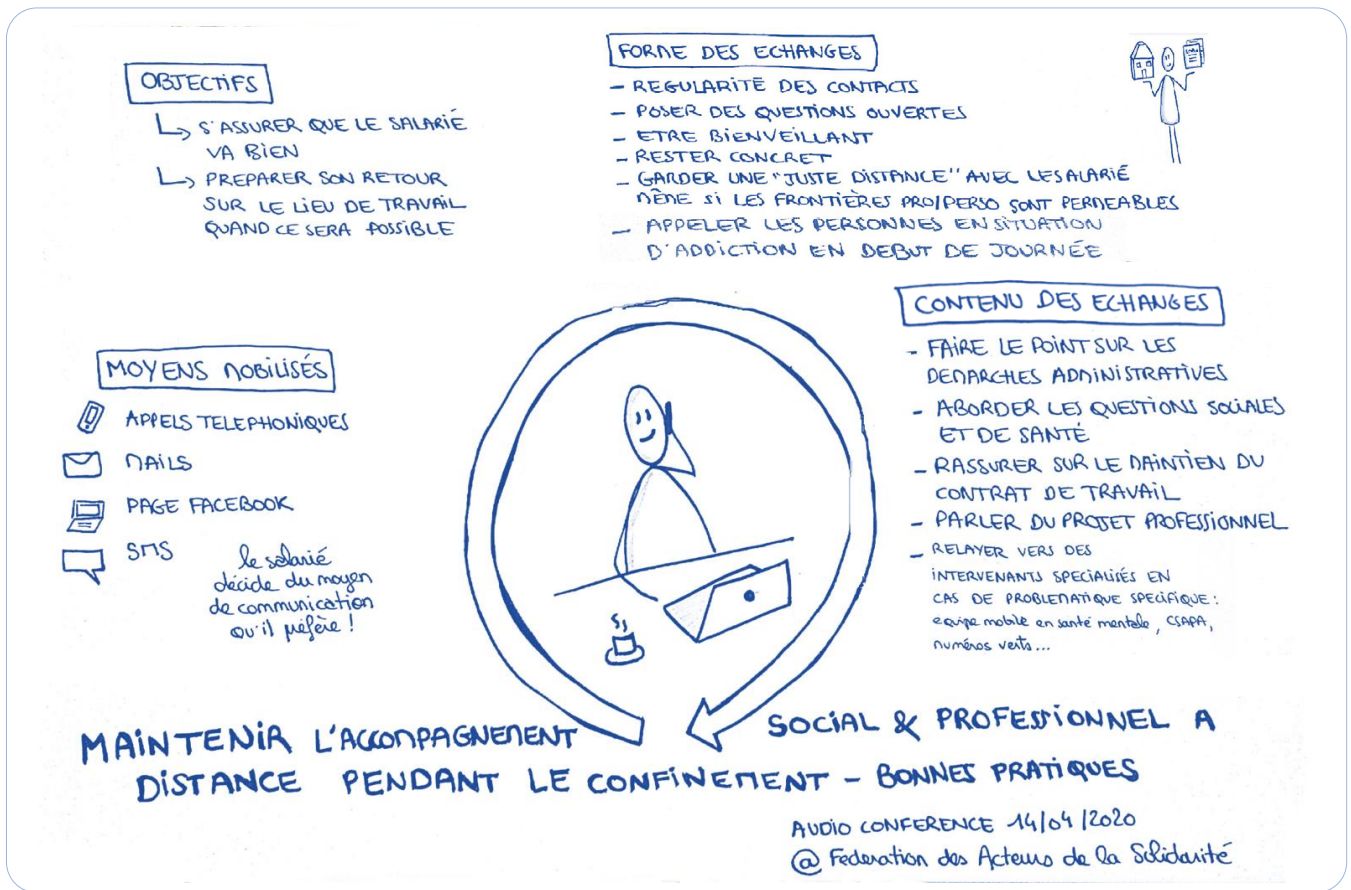 OBJECTIFS
S'ASSURER QUE LE SALARIÉ
VA BIEN
PREPARER SON RETOUR
SUR LE LIEU DE TRAVAIL
QUAND CE SERA POSSIBLE
FORME DES ECHANGES
- REGULARITÉ DES CONTACTS
- POSER DES QUESTIONS OUVERTES
- ETRE BIENVEILLANT
- RESTER CONCRET
- GARDER UNE "JUSTE DISTANCE" AVEC LE SALARIÉ
MÊME SI LES FRONTIÈRES PRO/PERSO SONT PERMEABLES
- APPELER LES PERSONNES EN SITUATION
D'ADDICTION EN DEBUT DE JOURNÉE
CONTENU DES ECHANGES
- FAIRE LE POINT SUR LES
DEMARCHES ADMINISTRATIVES
- ABORDER LES QUESTIONS SOCIALES
ET DE SANTÉ
- RASSURER SUR LE MAINTIEN DU
CONTRAT DE TRAVAIL
- PARLER DU PROJET PROFESSIONNEL
- RELAYER VERS DES
INTERVENANTS SPECIALISÉS EN
CAS DE PROBLEMATIQUE SPECIFIQUE :
equipe mobile en santé mentale, CSAPA,
numéros verts...
MOYENS MOBILISÉS
APPELS TELEPHONIQUES
MAILS
PAGE FACEBOOK
SMS
le salarié
décide du moyen
de communication
qu'il préfère !
MAINTENIR L'ACCOMPAGNEMENT SOCIAL & PROFESSIONNEL A
DISTANCE PENDANT LE CONFINEMENT - BONNES PRATIQUES
AUDIO CONFERENCE 14/04/2020
@ Federation des Acteurs de la Solidarité